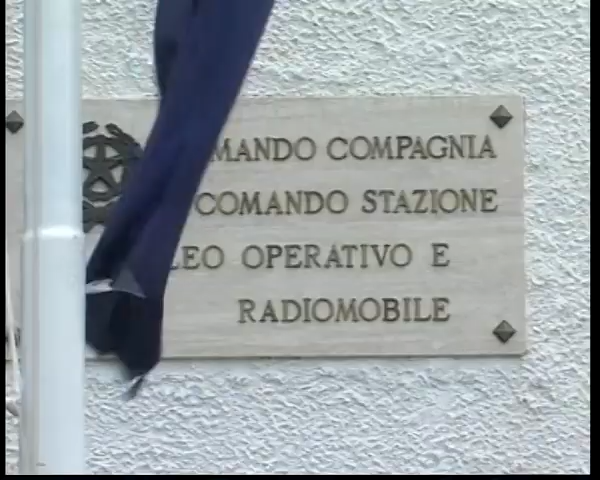 MANDO COMPAGNIA
COMANDO STAZIONE
LEO OPERATIVO E
RADIOMOBILE